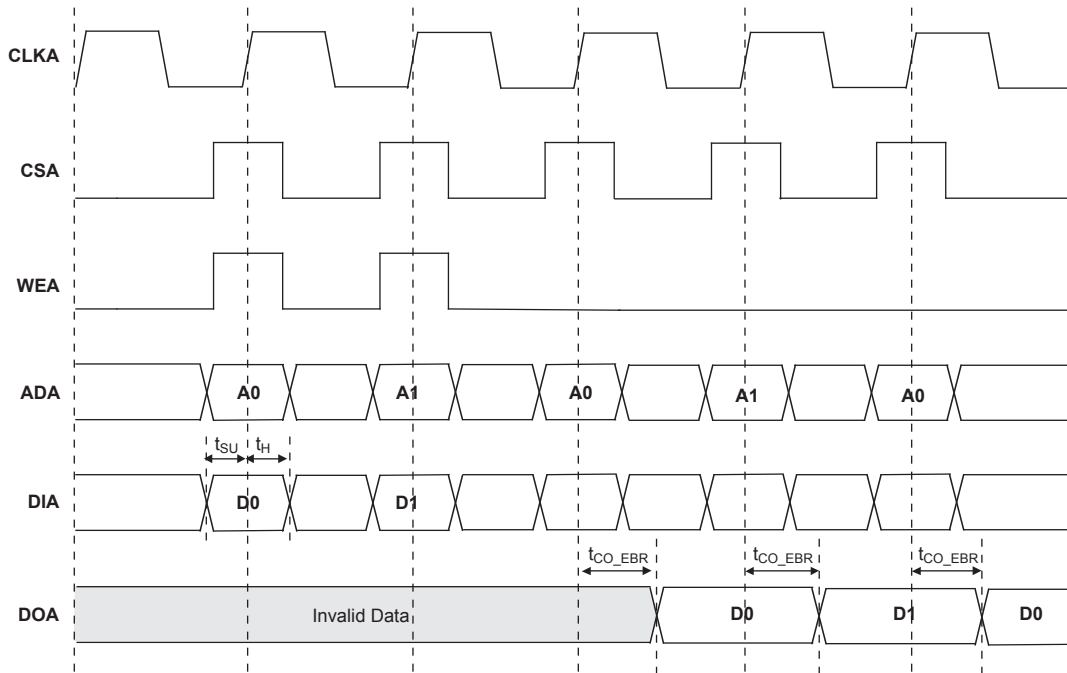 CLKA
CSA
WEA
ADA A0 A1 A0 A1 A0
tSU tH
DIA D0 D1
tCO_EBR tCO_EBR tCO_EBR
DOA Invalid Data D0 D1 D0